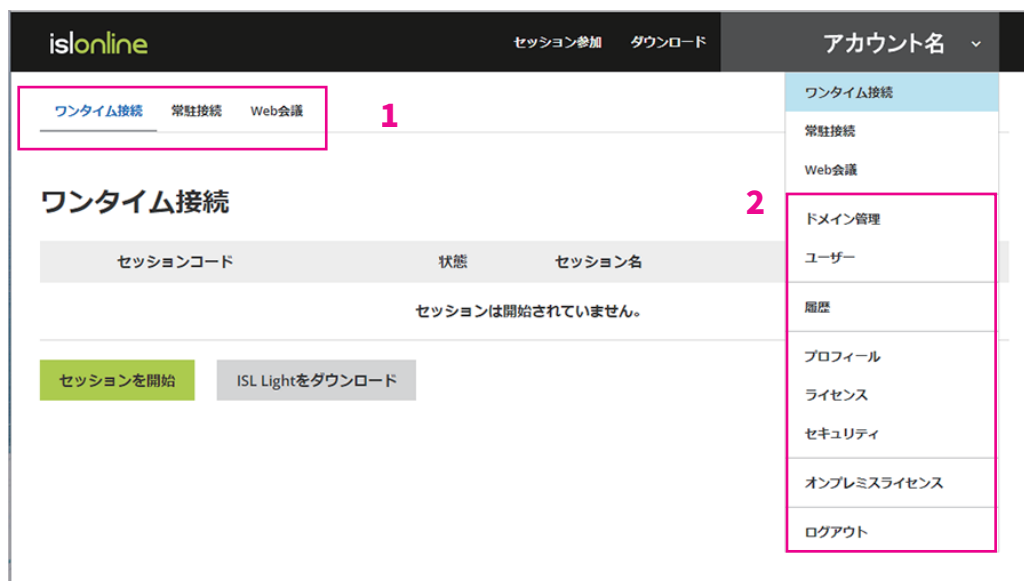 islonline
セッション参加 ダウンロード アカウント名
ワンタイム接続 常駐接続 Web会議
1
ワンタイム接続
セッションコード 状態 セッション名
セッションは開始されていません。
セッションを開始 ISL Lightをダウンロード
ワンタイム接続
常駐接続
Web会議
2
ドメイン管理
ユーザー
履歴
プロフィール
ライセンス
セキュリティ
オンプレミスライセンス
ログアウト